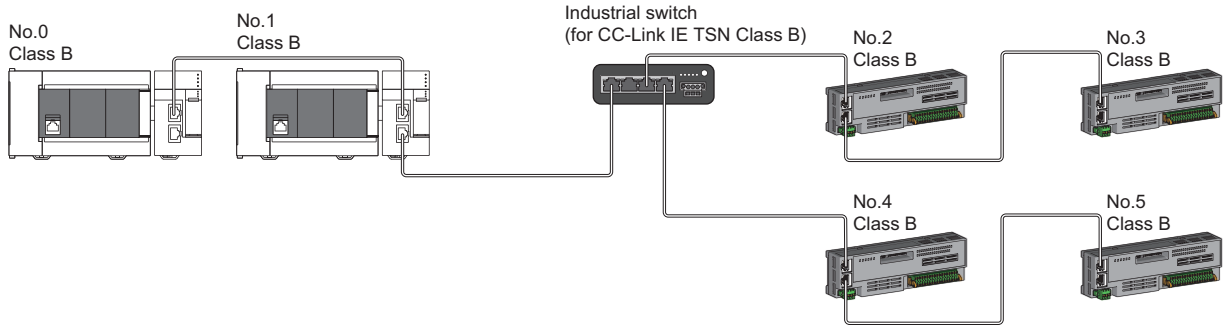 No.0
Class B
No.1
Class B
Industrial switch
(for CC-Link IE TSN Class B)
No.2
Class B
No.3
Class B
No.4
Class B
No.5
Class B